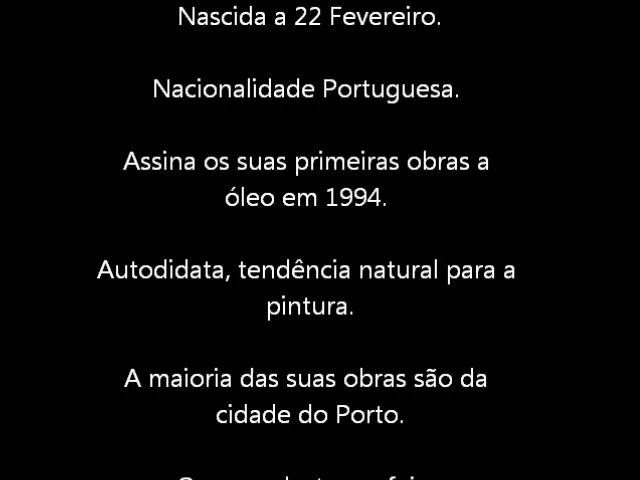 Nascida a 22 Fevereiro.
Nacionalidade Portuguesa.
Assina os suas primeiras obras a
óleo em 1994.
Autodidata, tendência natural para a
pintura.
A maioria das suas obras são da
cidade do Porto.